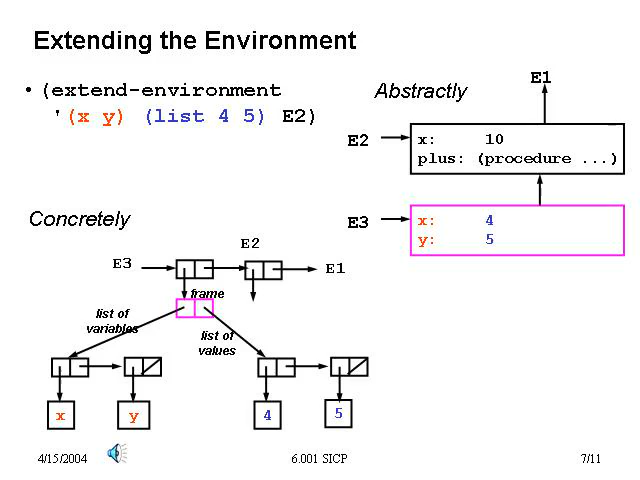 Extending the Environment
• (extend-environment
'(x y) (list 4 5) E2)
Abstractly
E1
E2
x: 10
plus: (procedure ...)
E3
x: 4
y: 5
Concretely
E2
E3
E1
frame
list of
variables
list of
values
x
y
4
5
4/15/2004
6.001 SICP
7/11